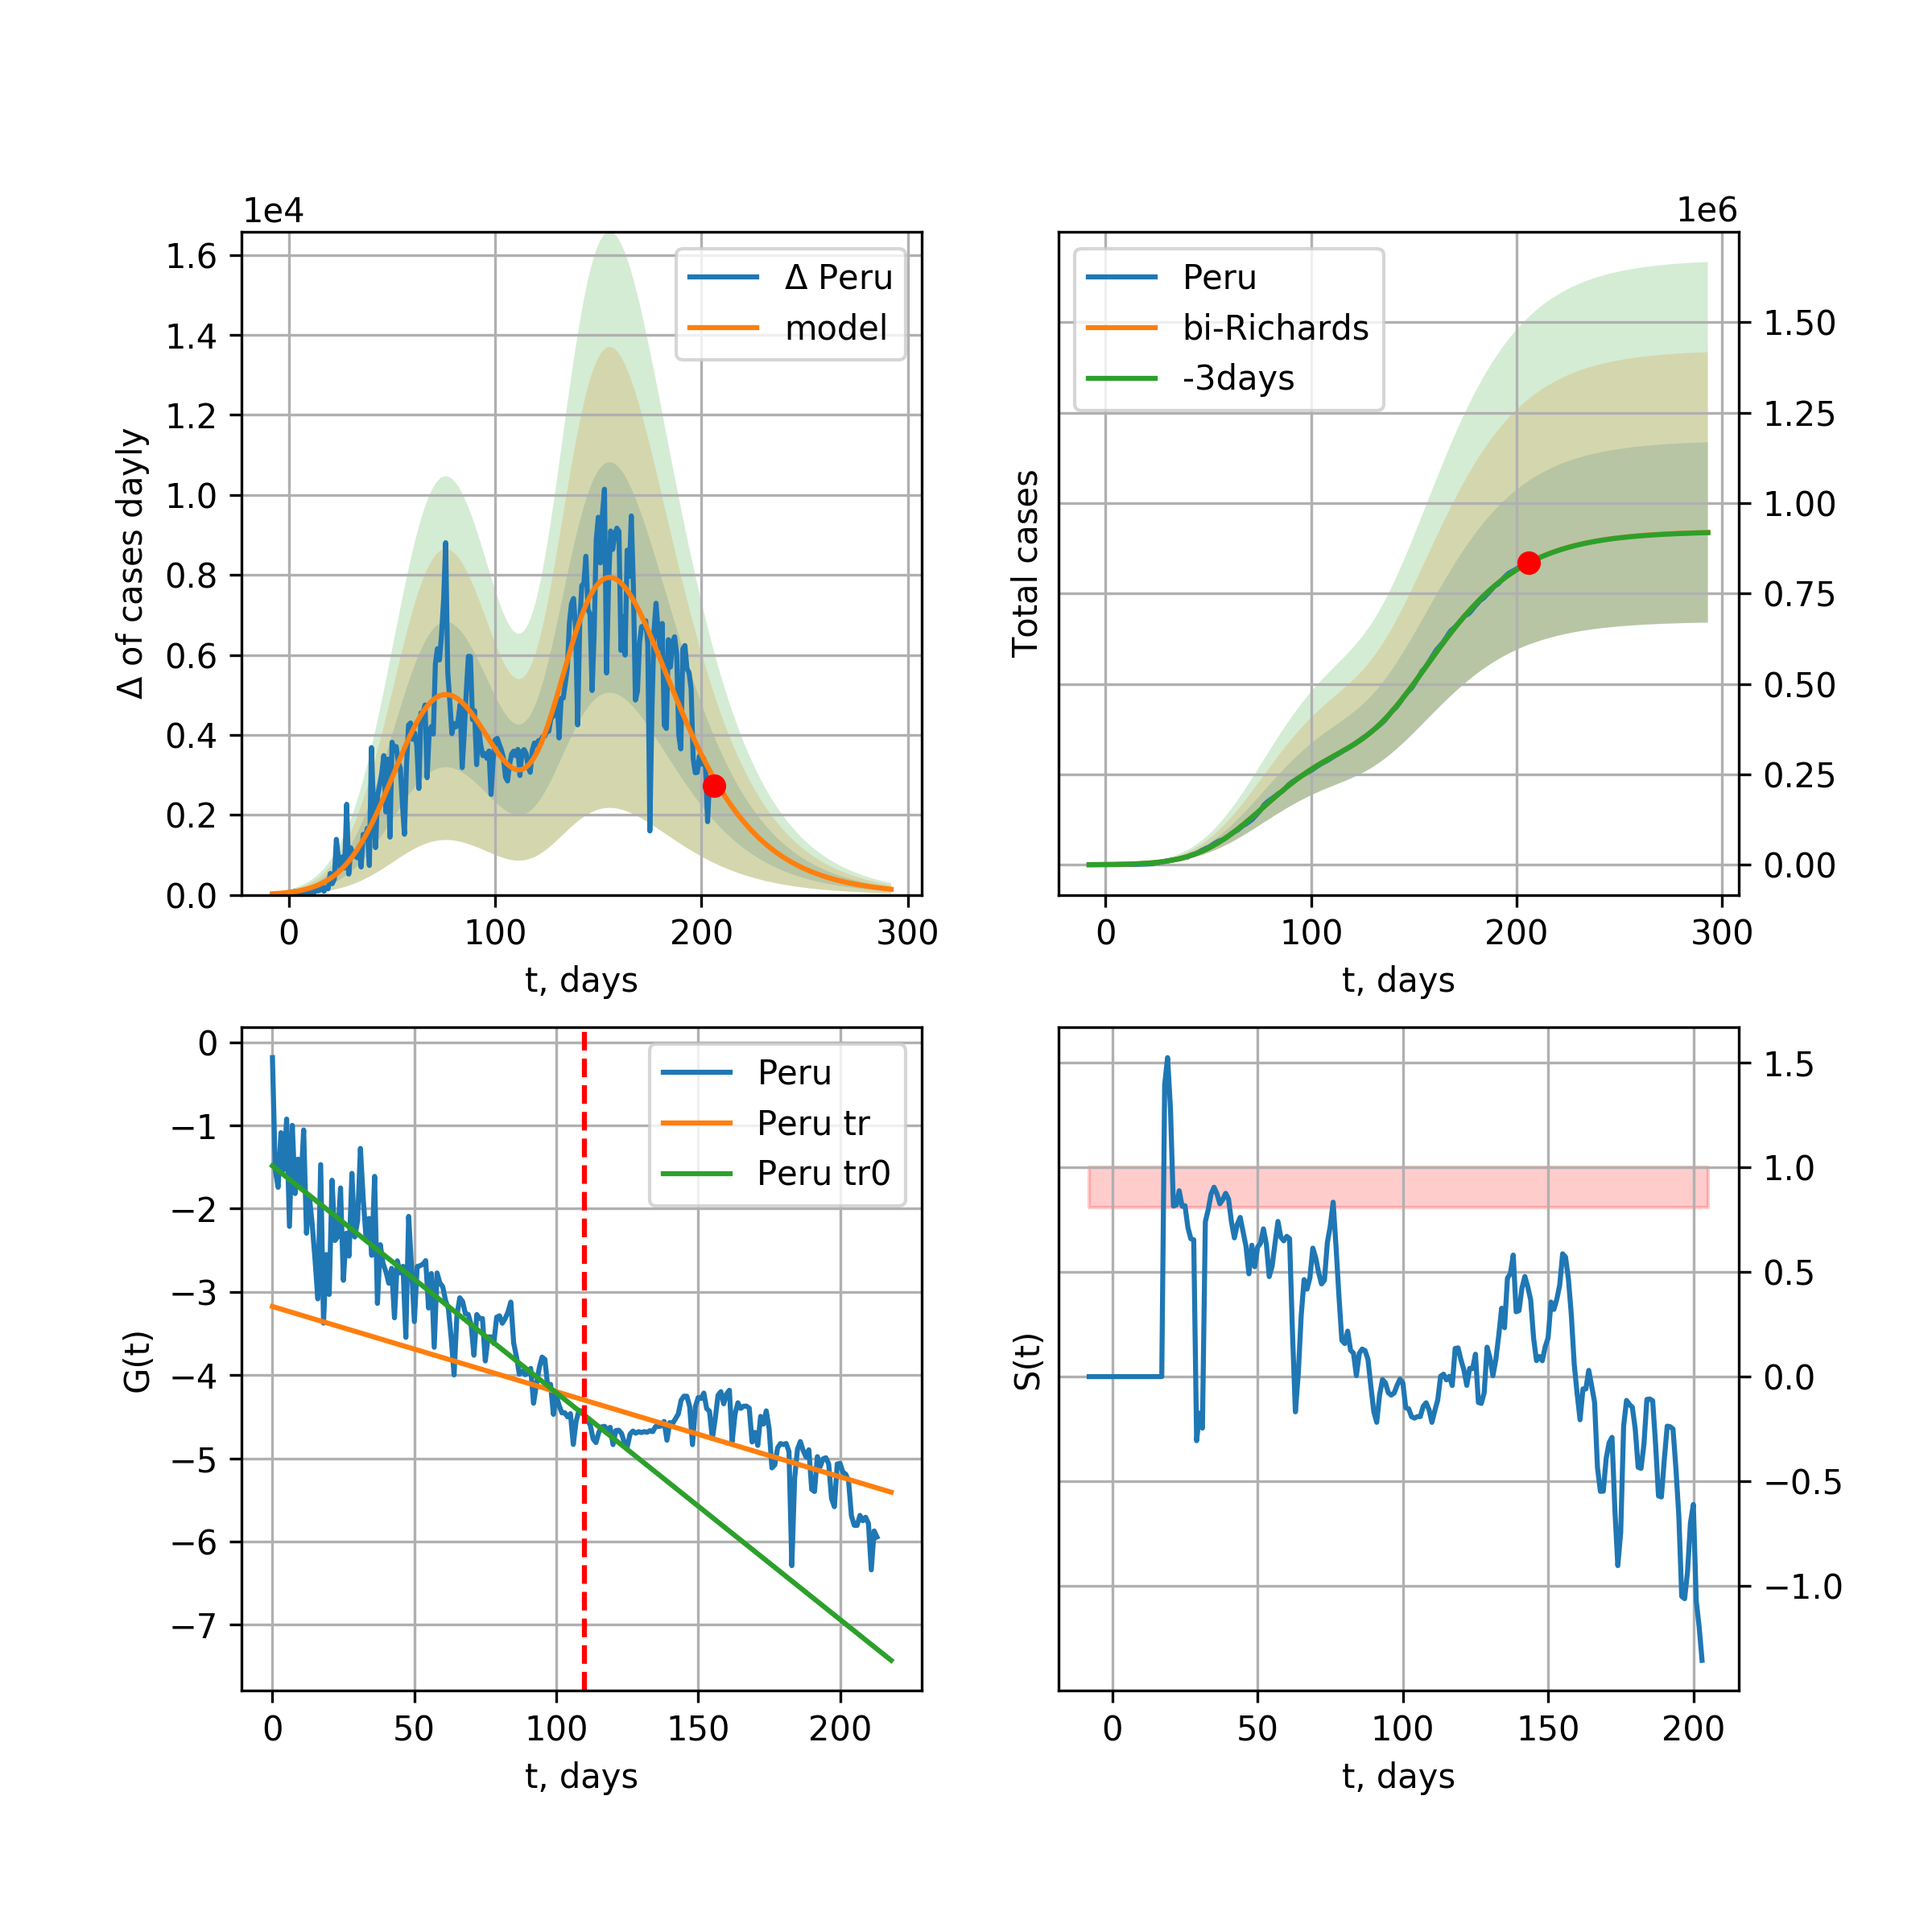 1e4
1.6
1.4
1.2
1.0
0.8
0.6
0.4
0.2
0.0
Δ of cases dayly
Δ Peru
model
0
100
200
300
t, days
1e6
Total cases
Peru
bi-Richards
-3days
1.50
1.25
1.00
0.75
0.50
0.25
0.00
0
100
200
300
t, days
0
−1
−2
−3
−4
−5
−6
−7
G(t)
Peru
Peru tr
Peru tr0
0
50
100
150
200
t, days
S(t)
1.5
1.0
0.5
0.0
−0.5
−1.0
0
50
100
150
200
t, days